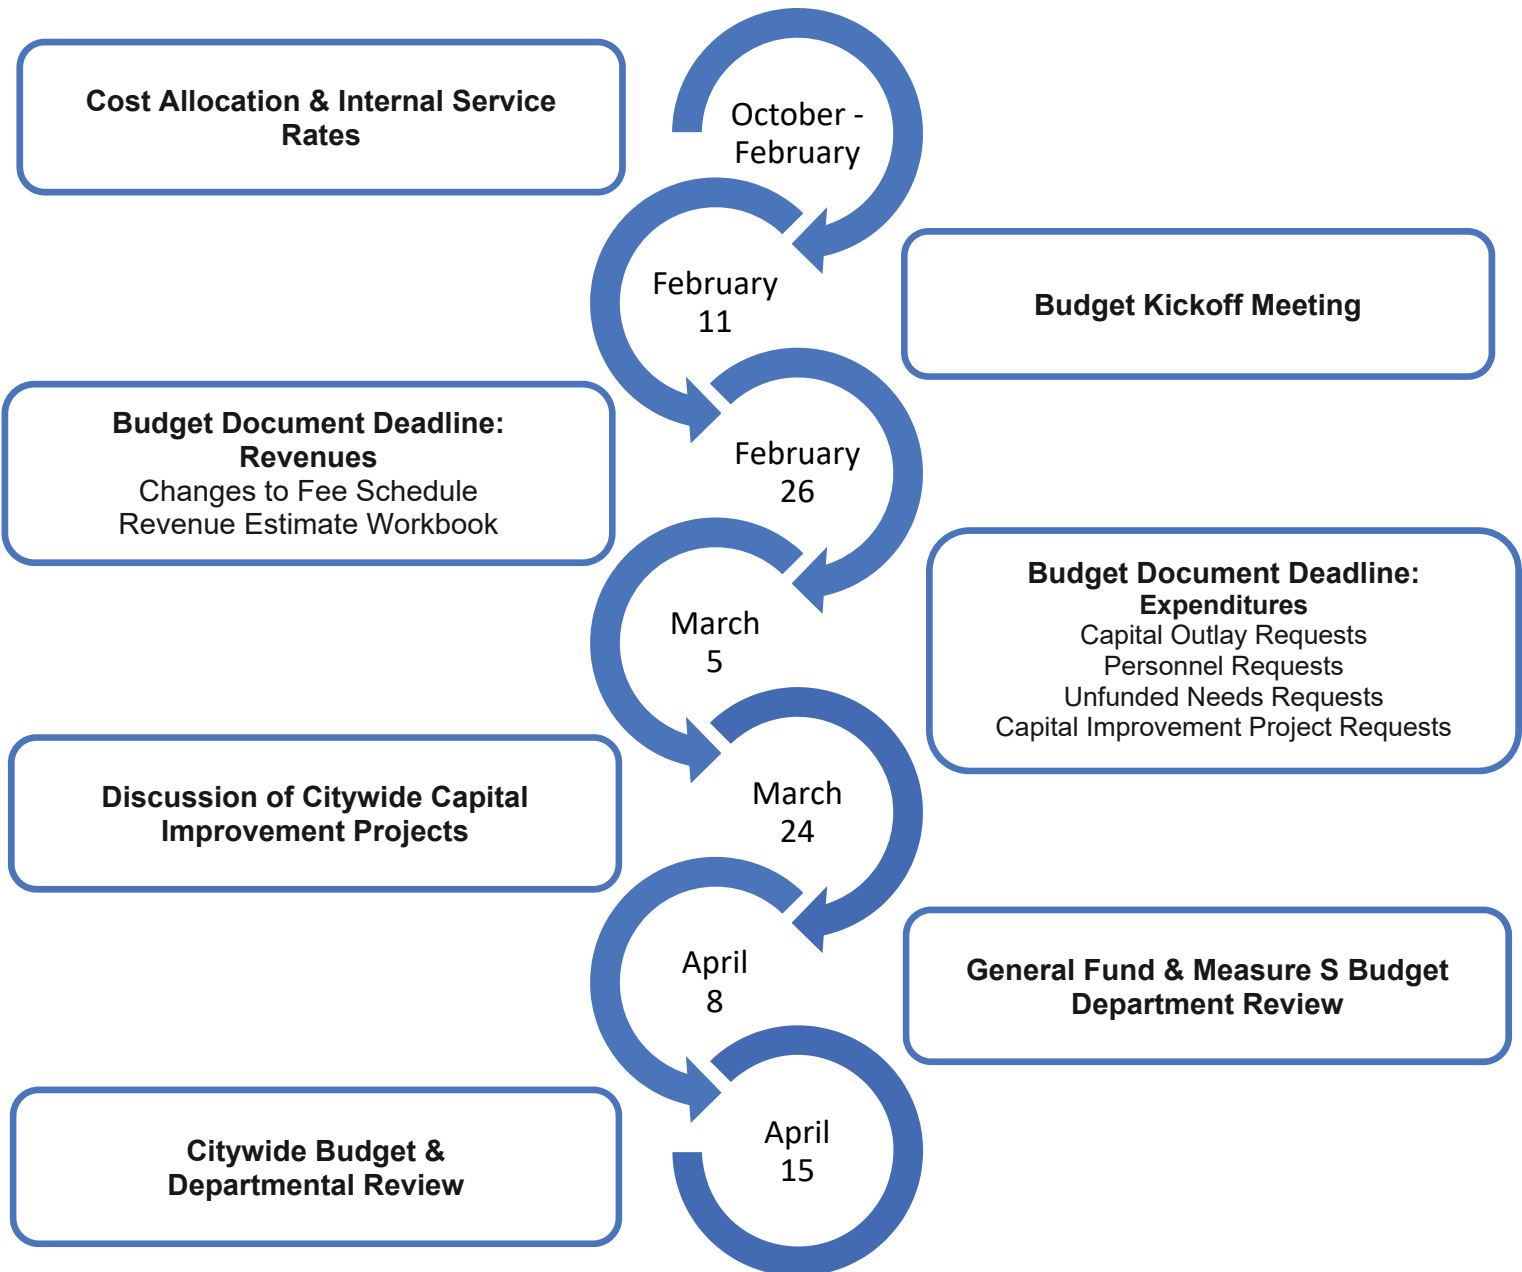 Cost Allocation & Internal Service
Rates
October -
February
February
11
Budget Kickoff Meeting
Budget Document Deadline:
Revenues
Changes to Fee Schedule
Revenue Estimate Workbook
February
26
March
5
Budget Document Deadline:
Expenditures
Capital Outlay Requests
Personnel Requests
Unfunded Needs Requests
Capital Improvement Project Requests
Discussion of Citywide Capital
Improvement Projects
March
24
April
8
General Fund & Measure S Budget
Department Review
Citywide Budget &
Departmental Review
April
15